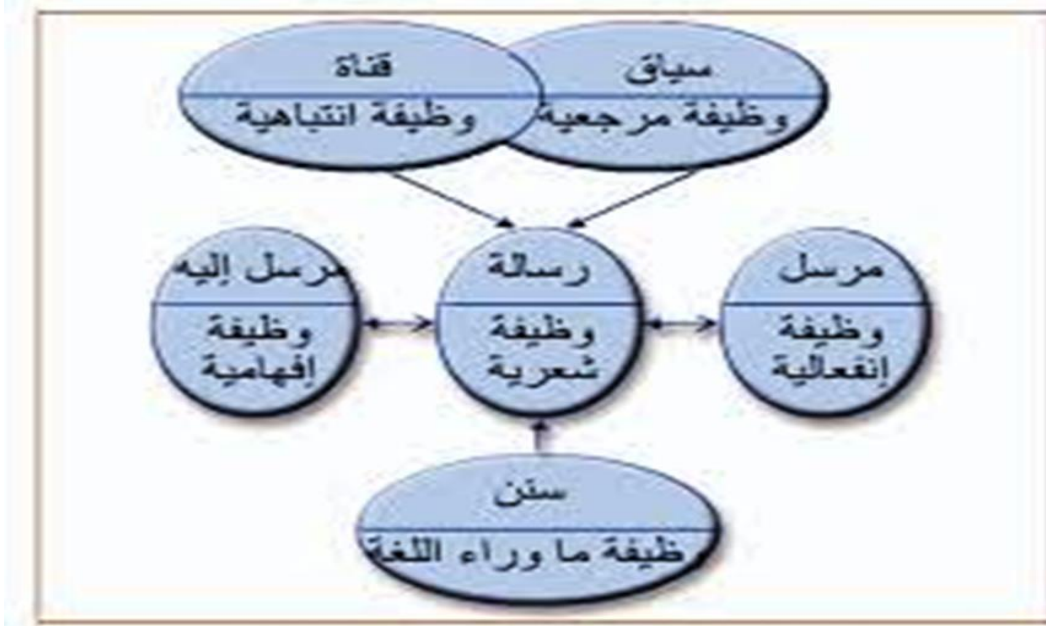 سياق
وظيفة مرجعية
قناة
وظيفة انتباهية
مرسل
وظيفة
إنفعالية
رسالة
وظيفة
شعرية
مرسل إليه
وظيفة
إفهامية
سنن
وظيفة ما وراء اللغة